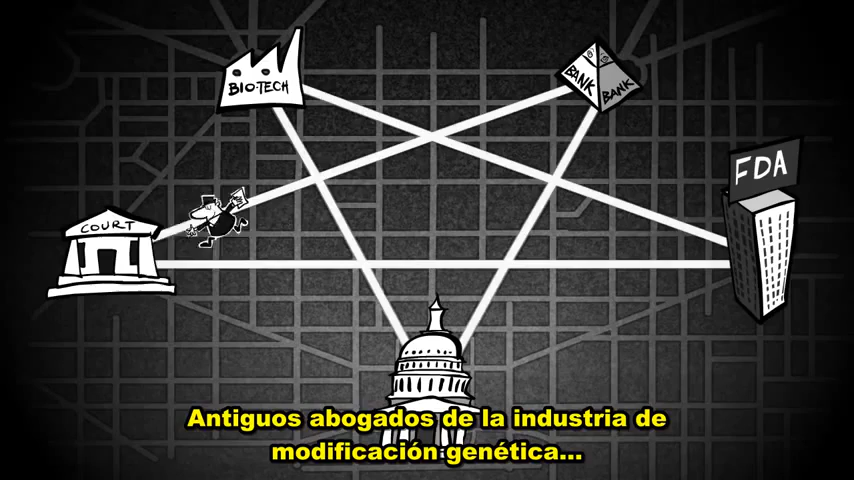 BIO-TECH
BANK BANK
FDA
COURT
Antiguos abogados de la industria de
modificación genética...